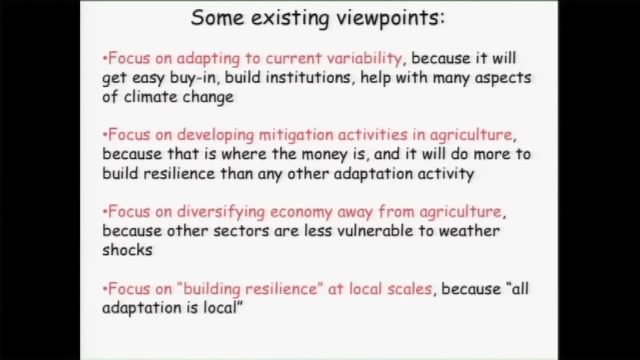 Some existing viewpoints:
•Focus on adapting to current variability, because it will
get easy buy-in, build institutions, help with many aspects
of climate change
•Focus on developing mitigation activities in agriculture,
because that is where the money is, and it will do more to
build resilience than any other adaptation activity
•Focus on diversifying economy away from agriculture,
because other sectors are less vulnerable to weather
shocks
•Focus on “building resilience” at local scales, because “all
adaptation is local”